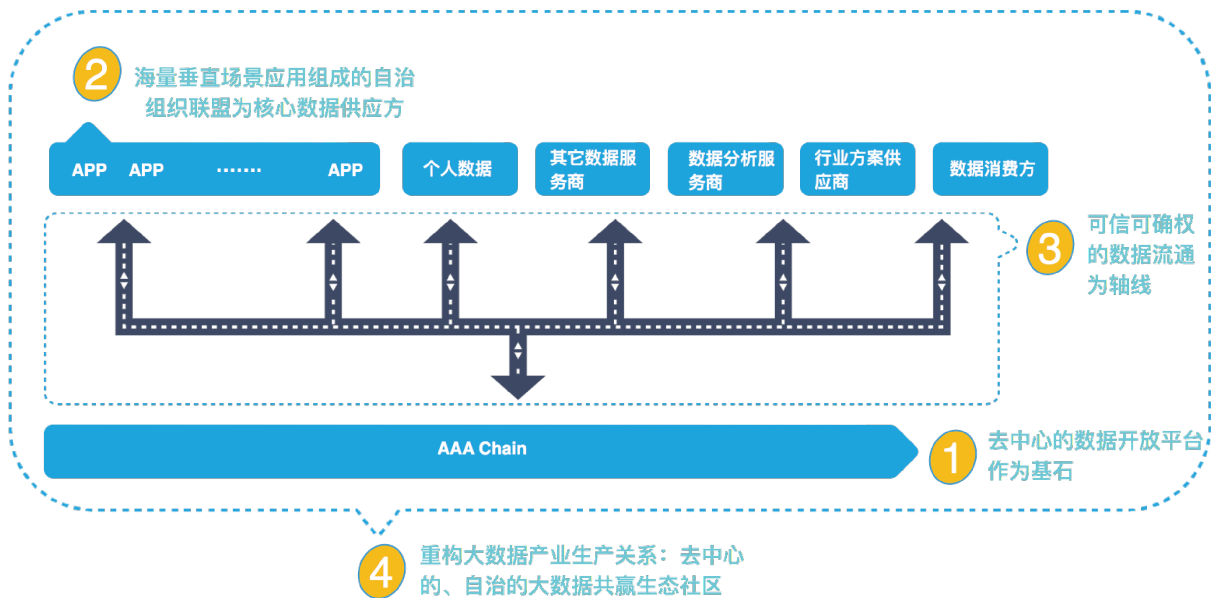 2
海量垂直场景应用组成的自治
组织联盟为核心数据供应方
APP APP ······· APP
个人数据
其它数据服
务商
数据分析服
务商
行业方案供
应商
数据消费方
3
可信可确权
的数据流通
为轴线
AAA Chain
1
去中心的数据开放平台
作为基石
4
重构大数据产业生产关系：去中心
的、自治的大数据共赢生态社区